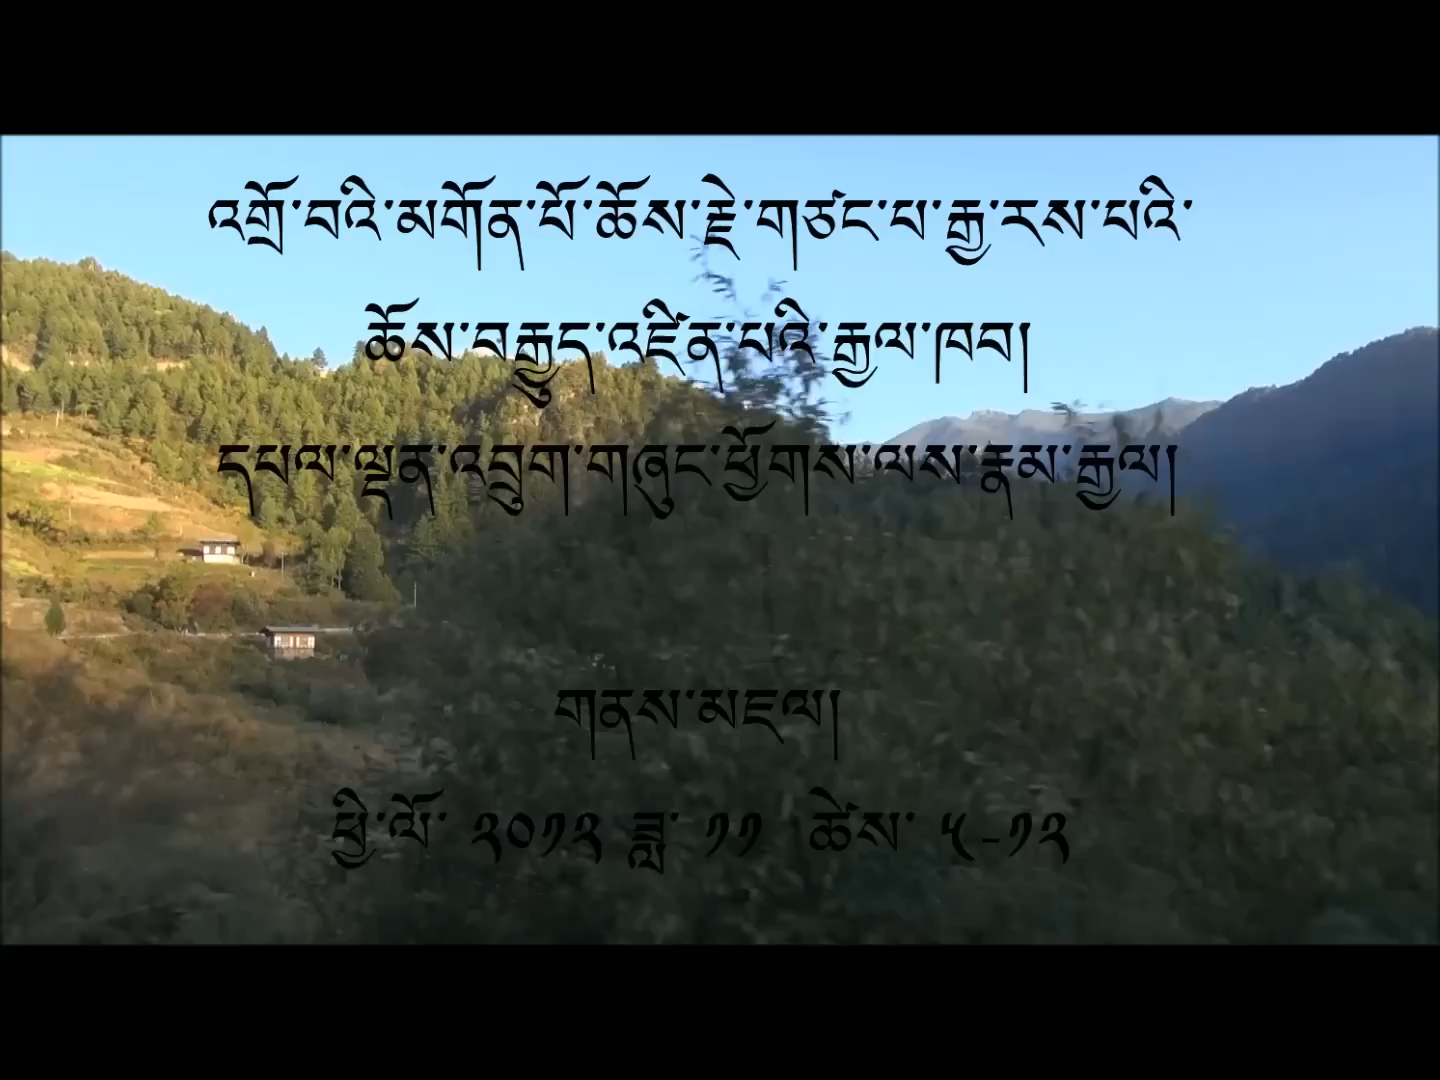 འགྲོ་བའི་མགོན་པོ་ཆོས་རྗེ་གཙང་པ་རྒྱ་རས་པའི་
ཆོས་བརྒྱུད་འཛིན་པའི་རྒྱལ་ཁབ།
དཔལ་ལྡན་འབྲུག་གཞུང་ཕྱོགས་ལས་རྣམ་རྒྱལ།
གནས་མཇལ།
ཕྱི་ལོ་ ༢༠༡༢ ཟླ་ ༡༡ ཚེས་ ༥-༡༢